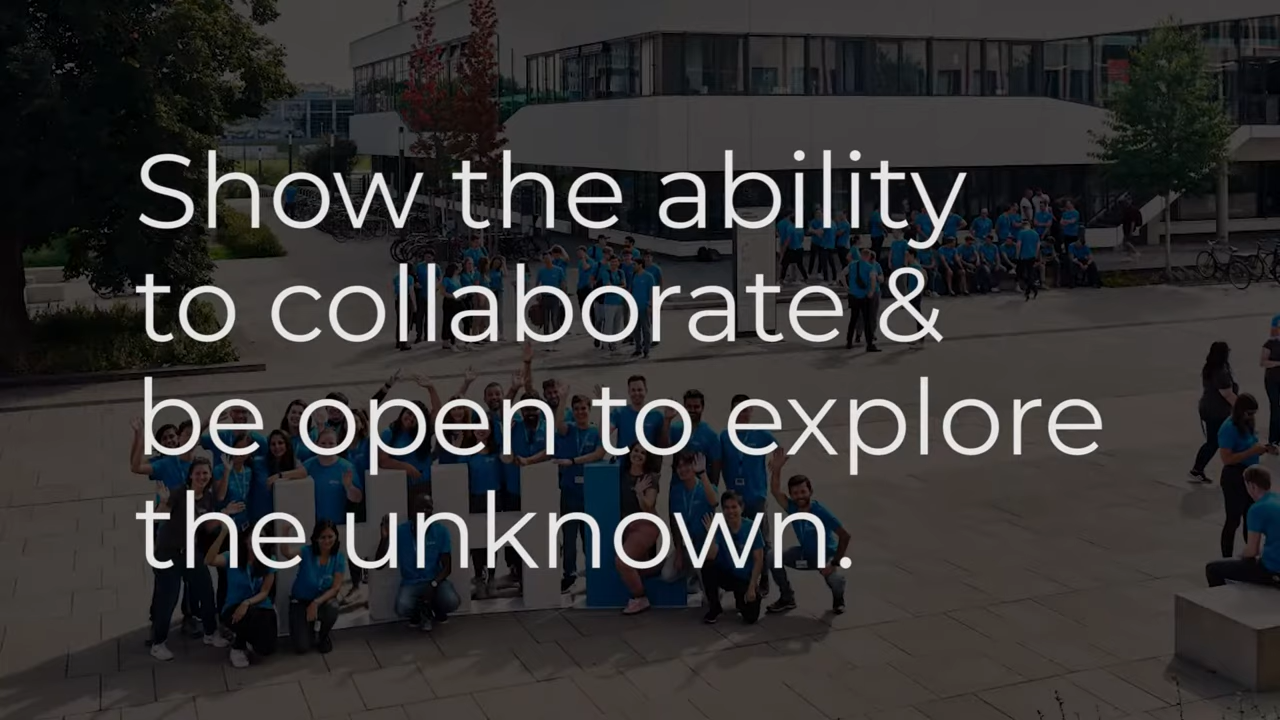 Show the ability
to collaborate &
be open to explore
the unknown.